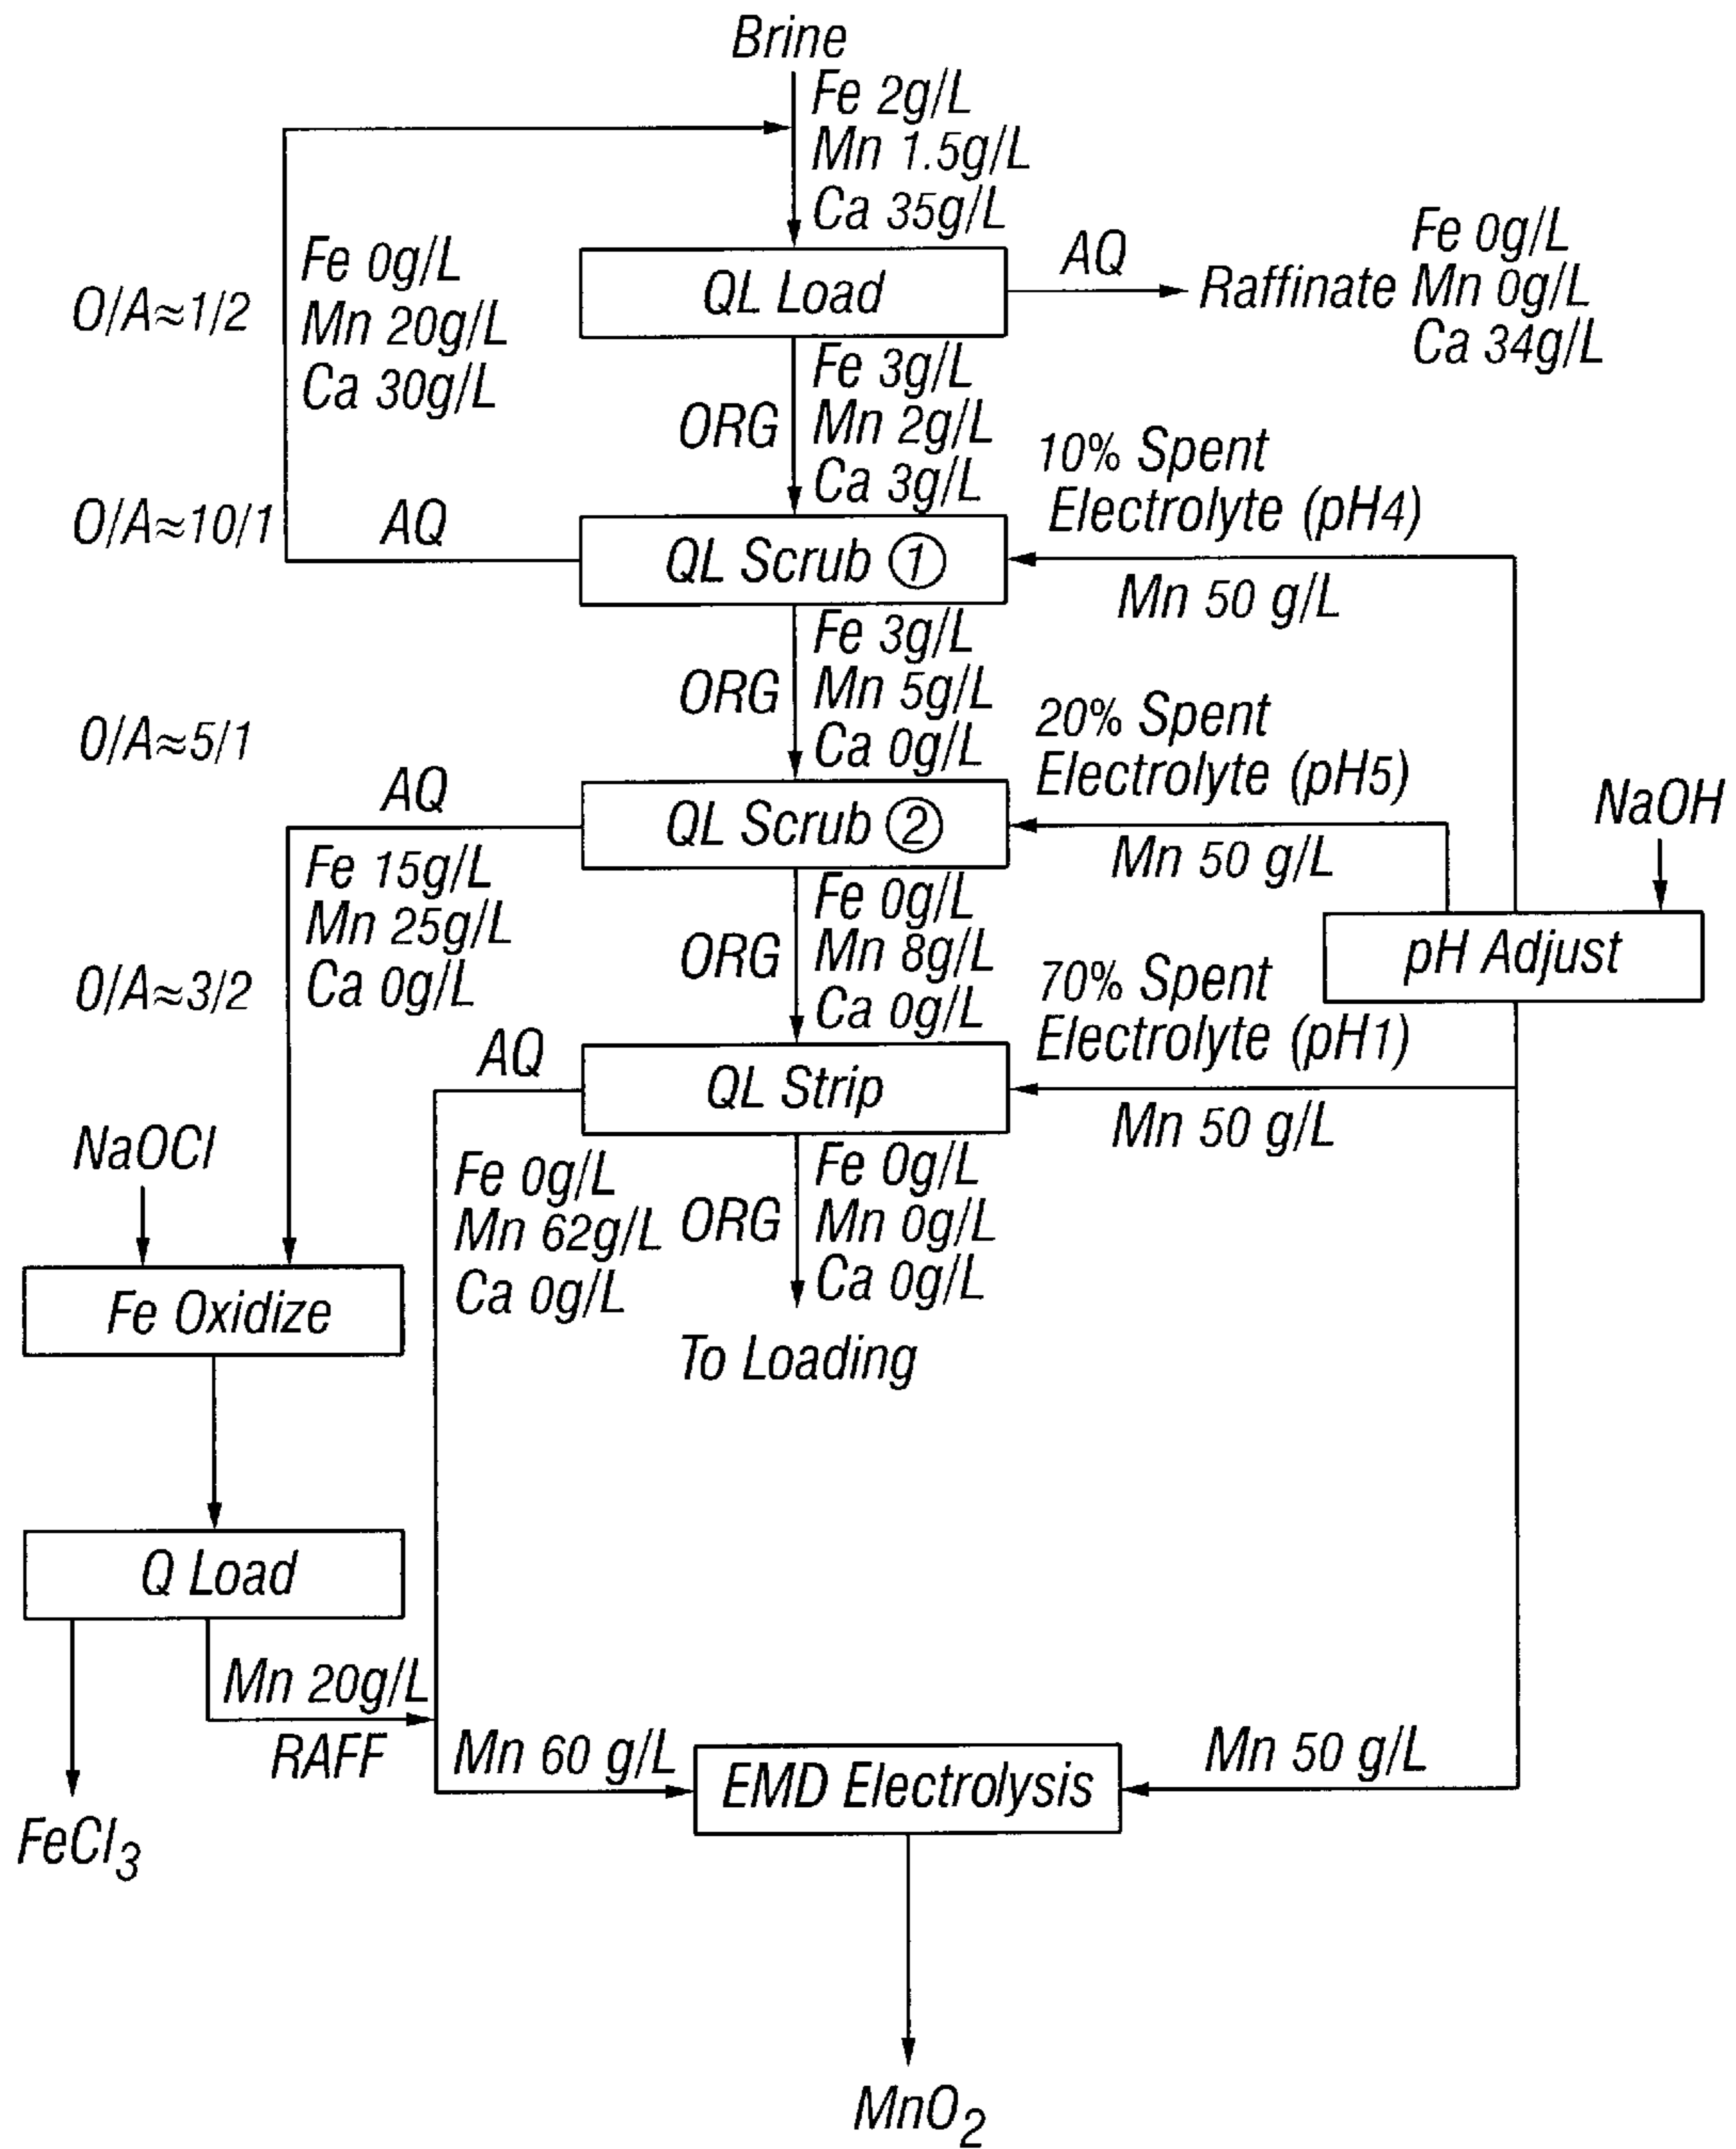 Brine
Fe 2g/L
Mn 1.5g/L
Ca 35g/L
O/A≈1/2
Fe 0g/L
Mn 20g/L
Ca 30g/L
QL Load
AQ
Raffinate
Fe 0g/L
Mn 0g/L
Ca 34g/L
ORG
Fe 3g/L
Mn 2g/L
Ca 3g/L
10% Spent
Electrolyte (pH4)
O/A≈10/1
AQ
QL Scrub ①
Mn 50 g/L
ORG
Fe 3g/L
Mn 5g/L
Ca 0g/L
20% Spent
Electrolyte (pH5)
O/A≈5/1
AQ
QL Scrub ②
Mn 50 g/L
NaOH
pH Adjust
Fe 15g/L
Mn 25g/L
Ca 0g/L
O/A≈3/2
ORG
Fe 0g/L
Mn 8g/L
Ca 0g/L
70% Spent
Electrolyte (pH1)
AQ
QL Strip
Mn 50 g/L
NaOCl
Fe 0g/L
Mn 62g/L
Ca 0g/L
ORG
Fe 0g/L
Mn 0g/L
Ca 0g/L
To Loading
Fe Oxidize
Q Load
Mn 20g/L
RAFF
FeCl3
Mn 60 g/L
EMD Electrolysis
Mn 50 g/L
MnO2